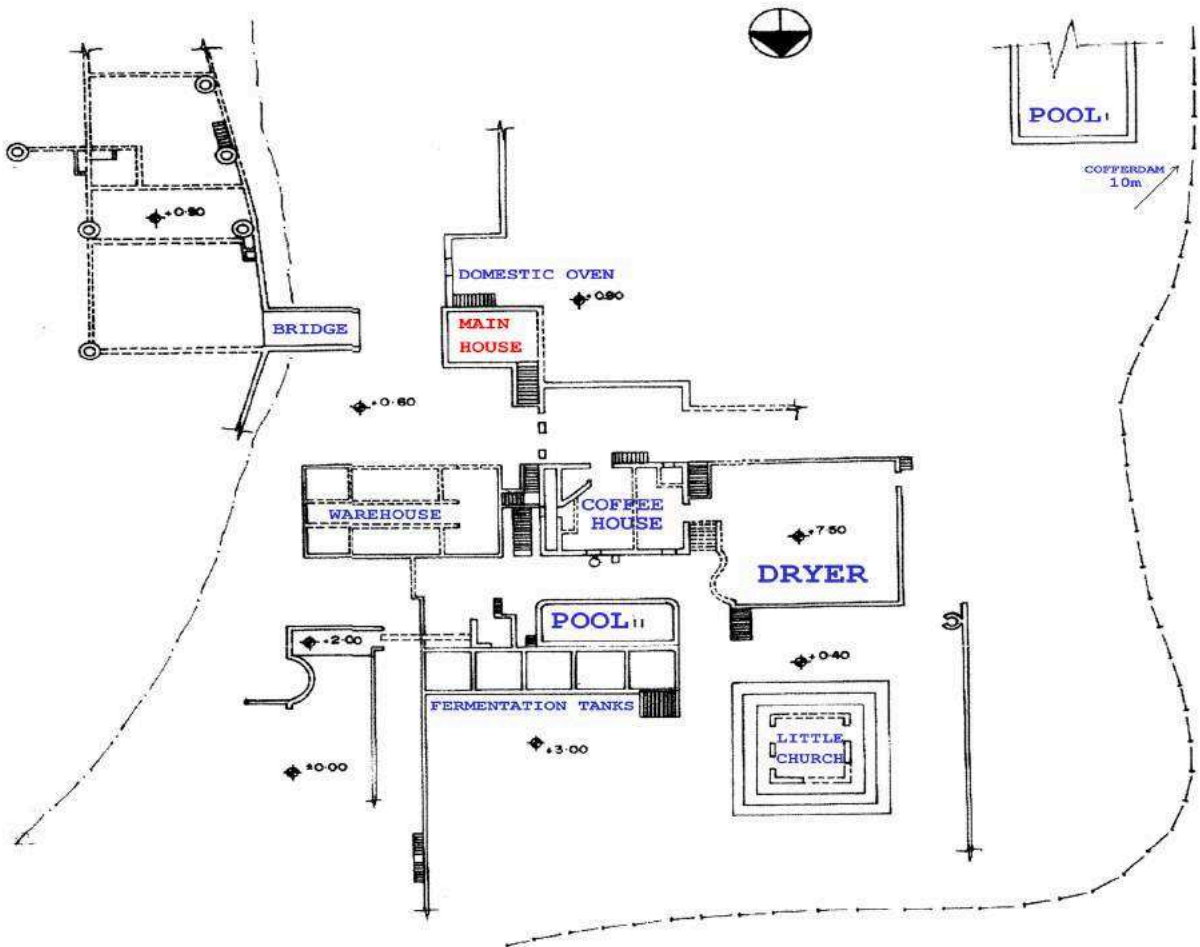 POOL I
COFFERDAM
10m
+0·90
DOMESTIC OVEN
+0·90
BRIDGE
MAIN
HOUSE
+0·60
WAREHOUSE
COFFEE
HOUSE
+7·50
DRYER
POOL II
+2·00
+0·40
FERMENTATION TANKS
LITTLE
CHURCH
+3·00
±0·00